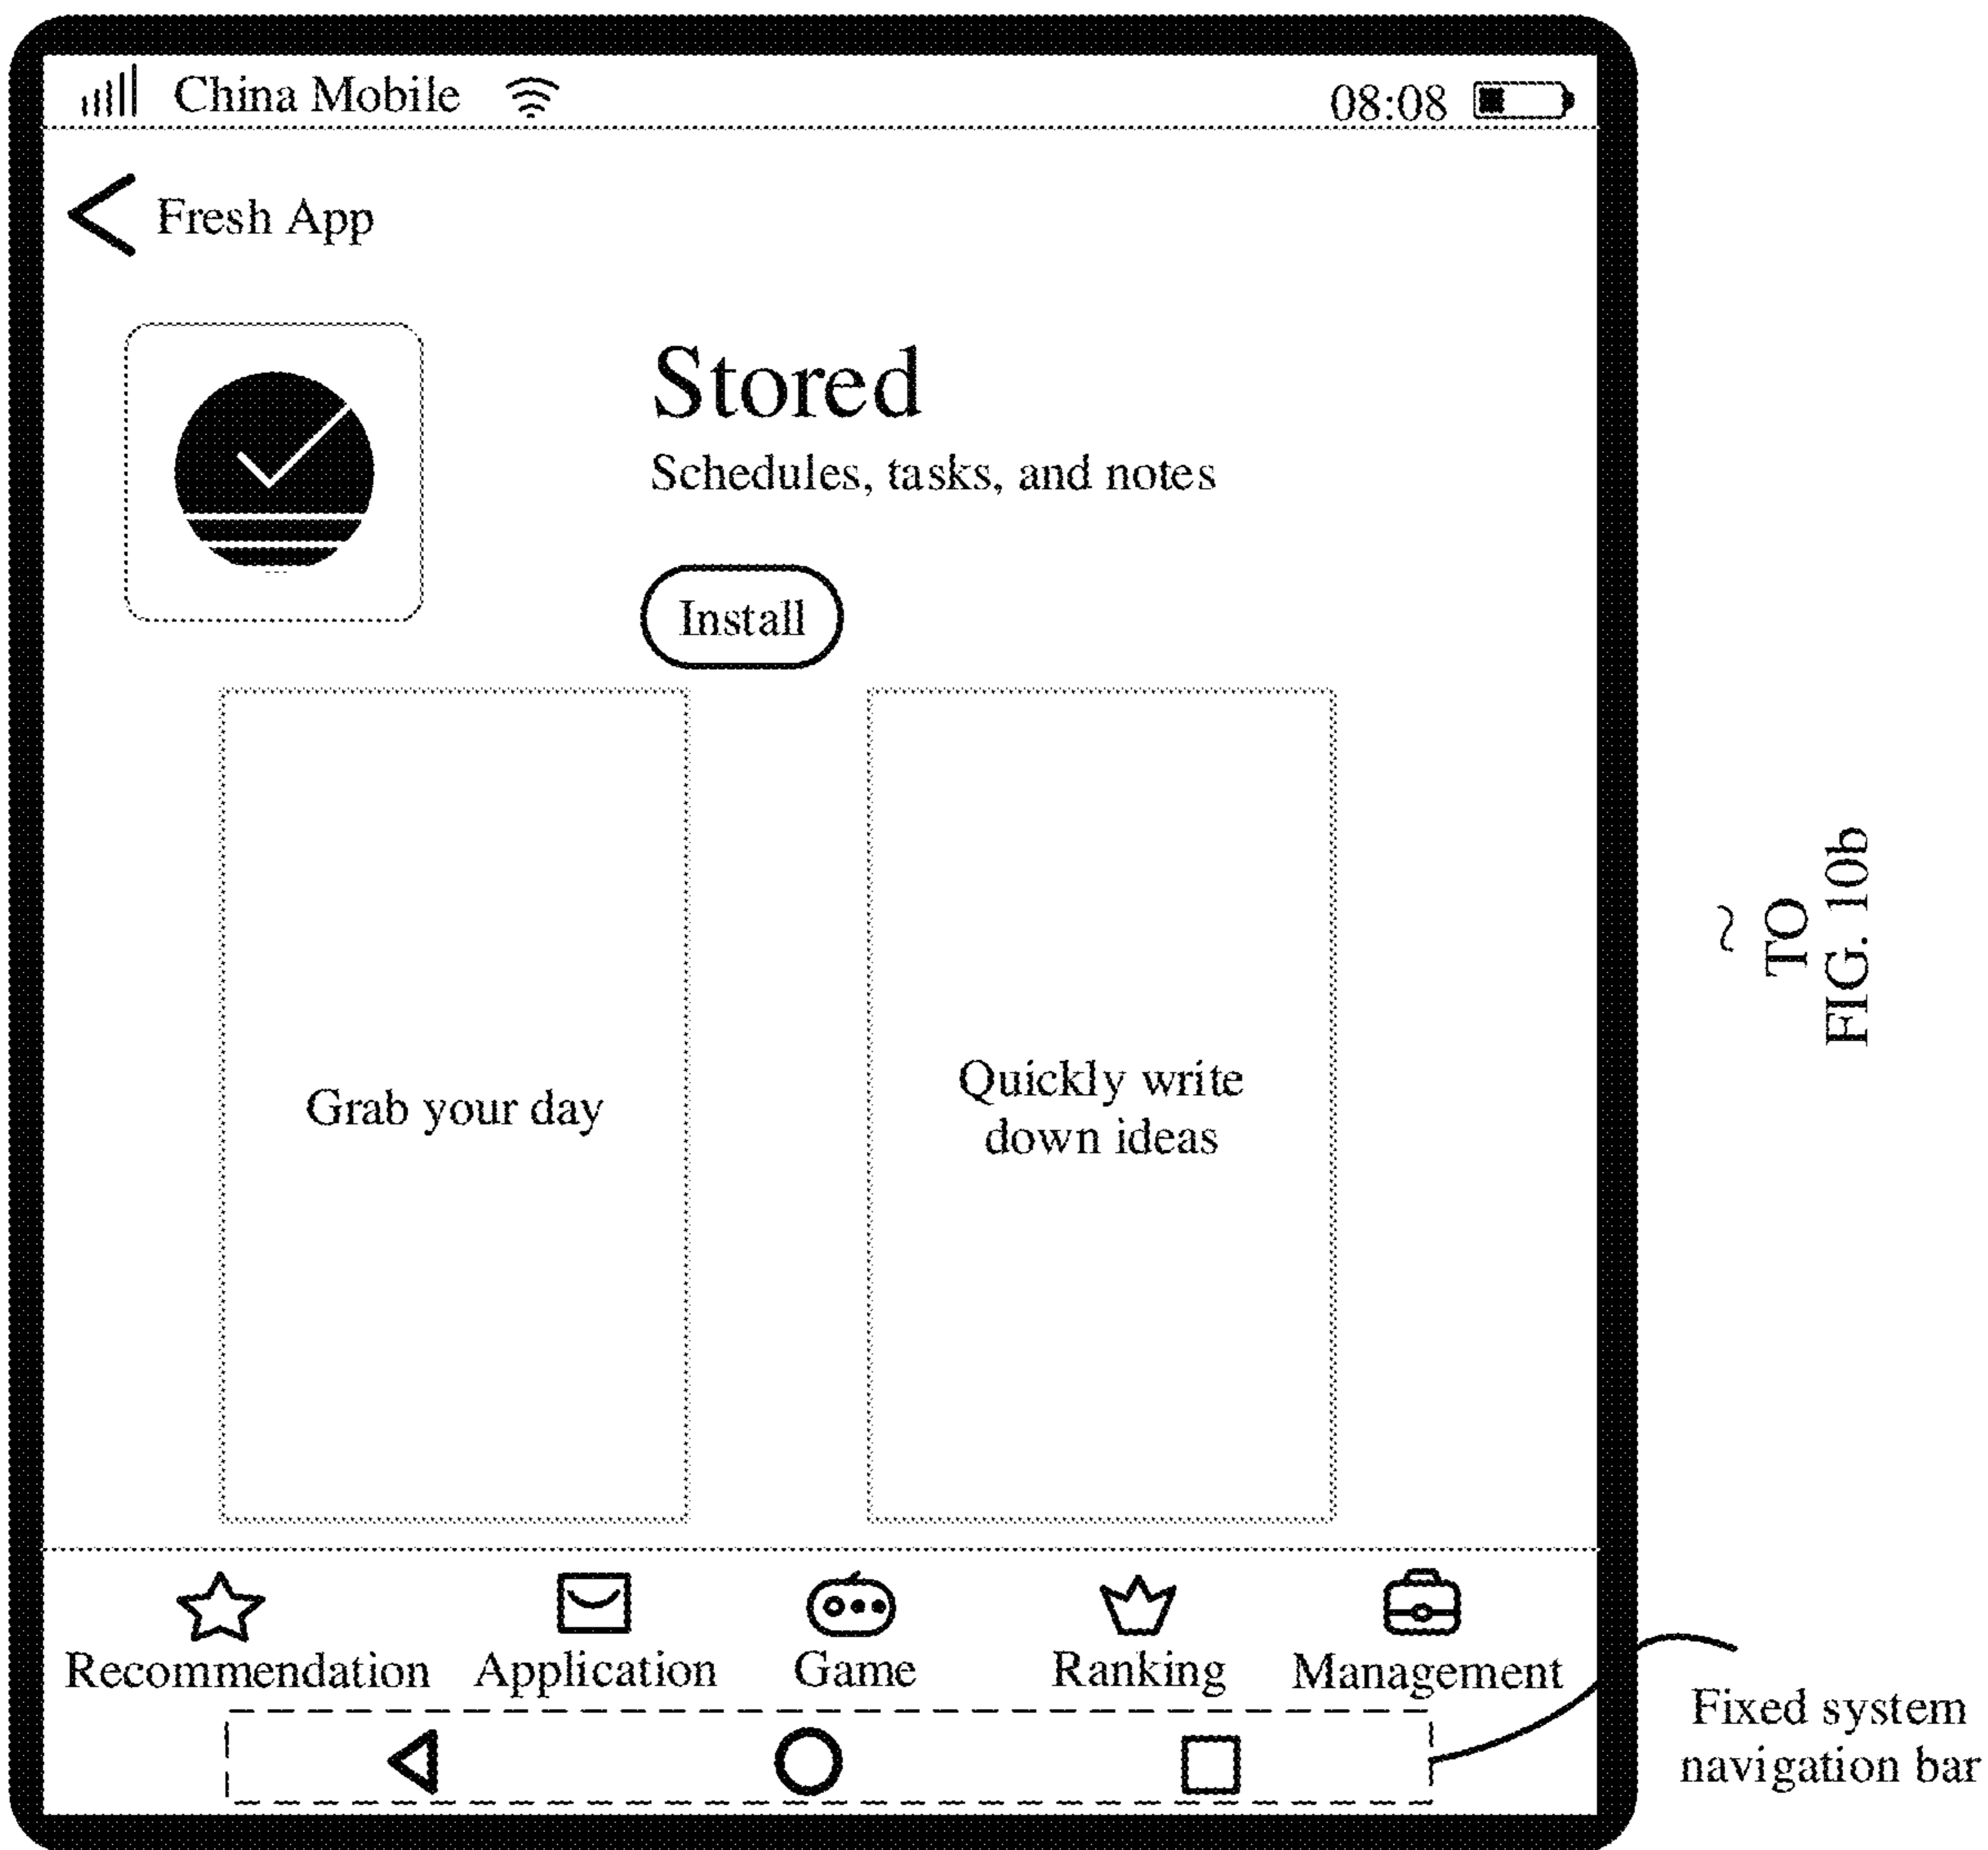 China Mobile
08:08
Fresh App
Stored
Schedules, tasks, and notes
Install
Grab your day
Quickly write
down ideas
~
TO
FIG. 10b
Recommendation
Application
Game
Ranking
Management
Fixed system
navigation bar